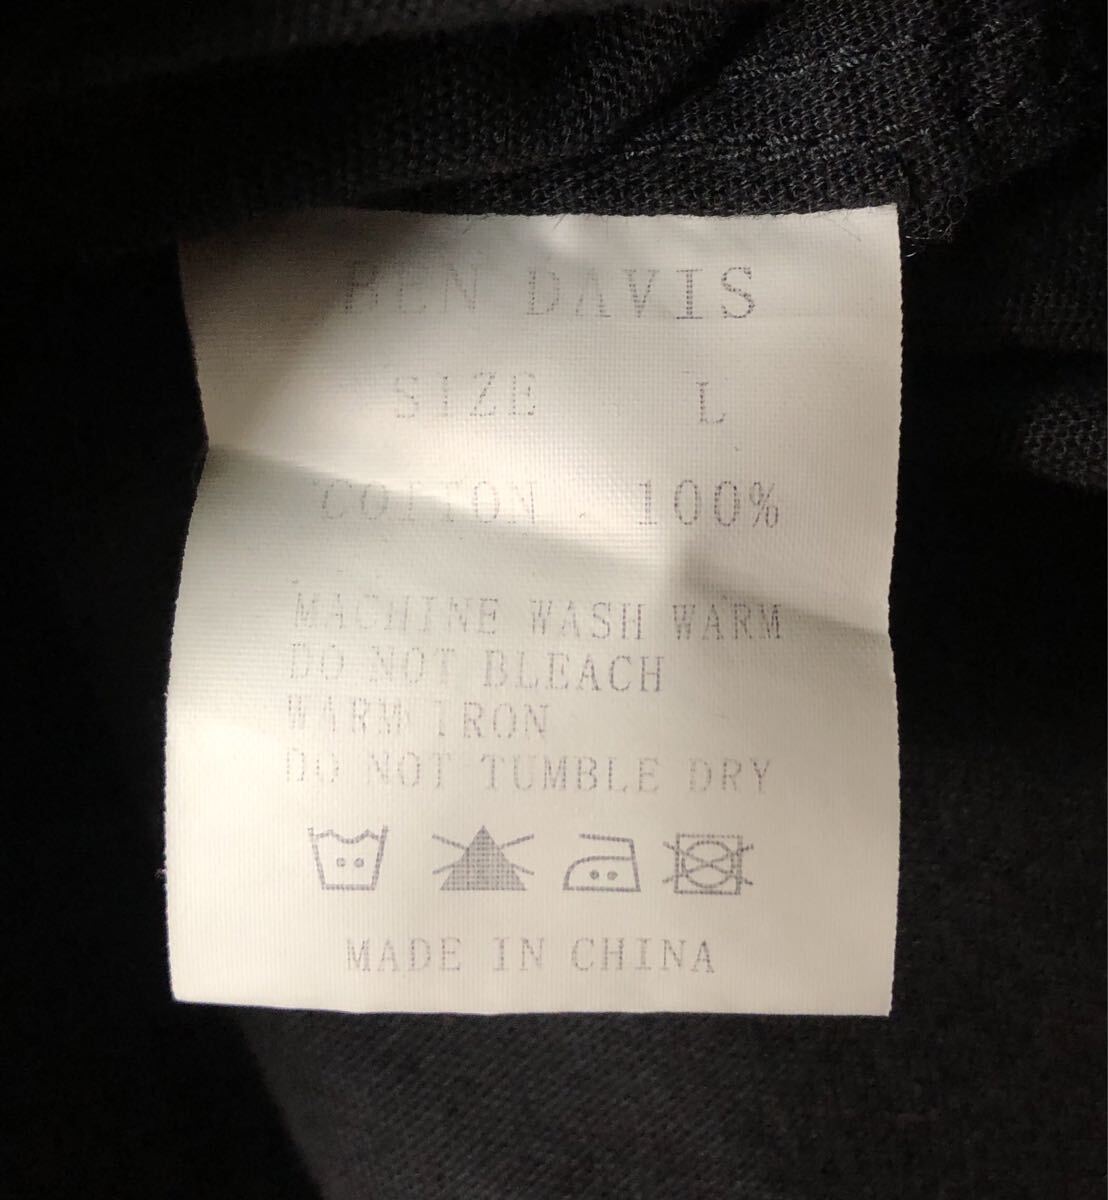 BEN DAVIS
SIZE L
COTTON 100%
MACHINE WASH WARM
DO NOT BLEACH
WARM IRON
DO NOT TUMBLE DRY
MADE IN CHINA